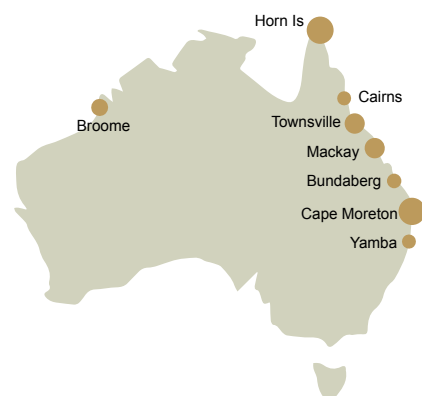 Horn Is
Cairns
Broome
Townsville
Mackay
Bundaberg
Cape Moreton
Yamba